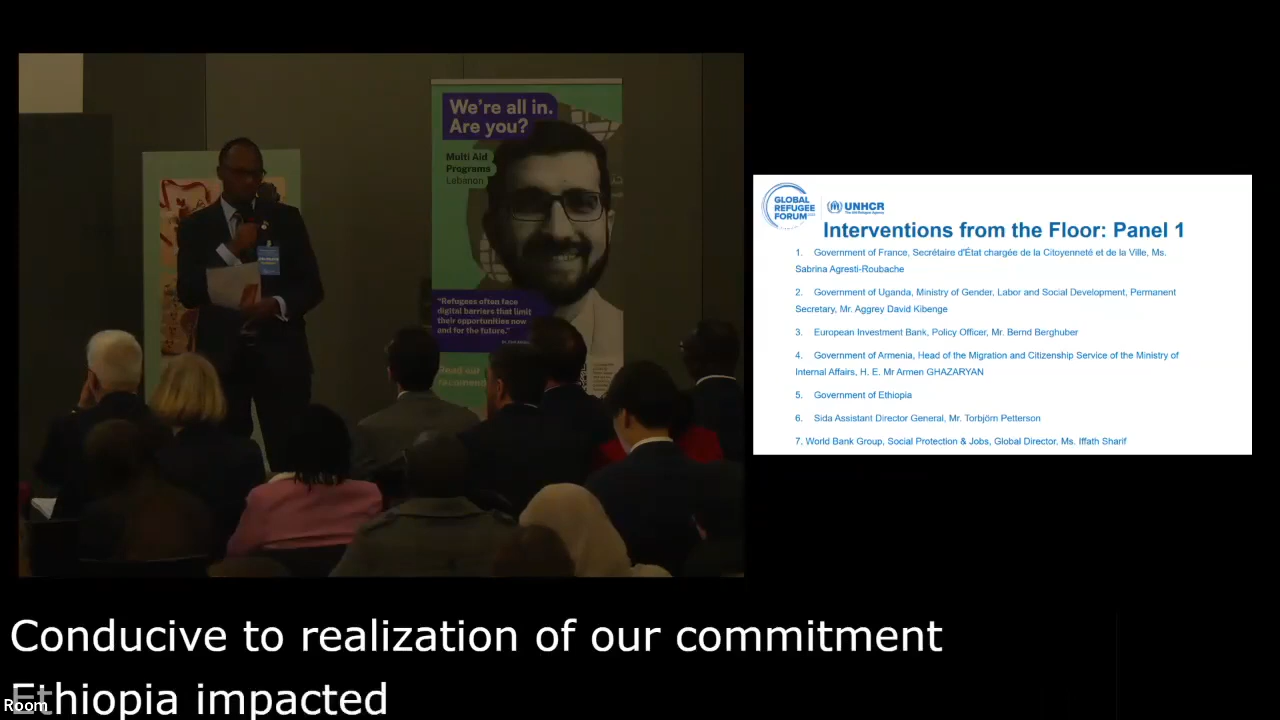 We're all in.
Are you?
Multi Aid
Programs
Lebanon
"Refugees often face
digital barriers that limit
their opportunities now
and for the future."
Read our
GLOBAL
REFUGEE
FORUM
UNHCR
The UN Refugee Agency
Interventions from the Floor: Panel 1
1. Government of France, Secrétaire d'État chargée de la Citoyenneté et de la Ville, Ms.
Sabrina Agresti-Roubache
2. Government of Uganda, Ministry of Gender, Labor and Social Development, Permanent
Secretary, Mr. Aggrey David Kibenge
3. European Investment Bank, Policy Officer, Mr. Bernd Berghuber
4. Government of Armenia, Head of the Migration and Citizenship Service of the Ministry of
Internal Affairs, H. E. Mr Armen GHAZARYAN
5. Government of Ethiopia
6. Sida Assistant Director General, Mr. Torbjörn Petterson
7. World Bank Group, Social Protection & Jobs, Global Director, Ms. Iffath Sharif
Conducive to realization of our commitment
Ethiopia impacted
Room